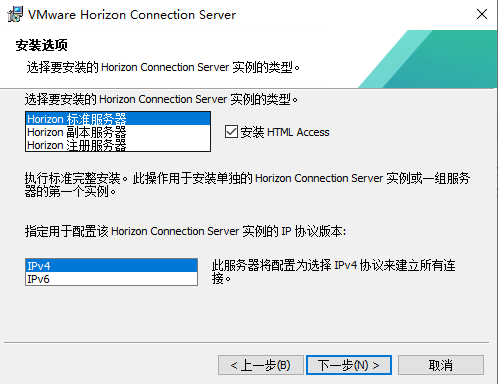 VMware Horizon Connection Server
安装选项
选择要安装的 Horizon Connection Server 实例的类型。
选择要安装的 Horizon Connection Server 实例的类型。
Horizon 标准服务器
Horizon 副本服务器
Horizon 注册服务器
安装 HTML Access
执行标准完整安装。此操作用于安装单独的 Horizon Connection Server 实例或一组服务
器的第一个实例。
指定用于配置该 Horizon Connection Server 实例的 IP 协议版本:
IPv4
IPv6
此服务器将配置为选择 IPv4 协议来建立所有连
接。
< 上一步(B)
下一步(N) >
取消